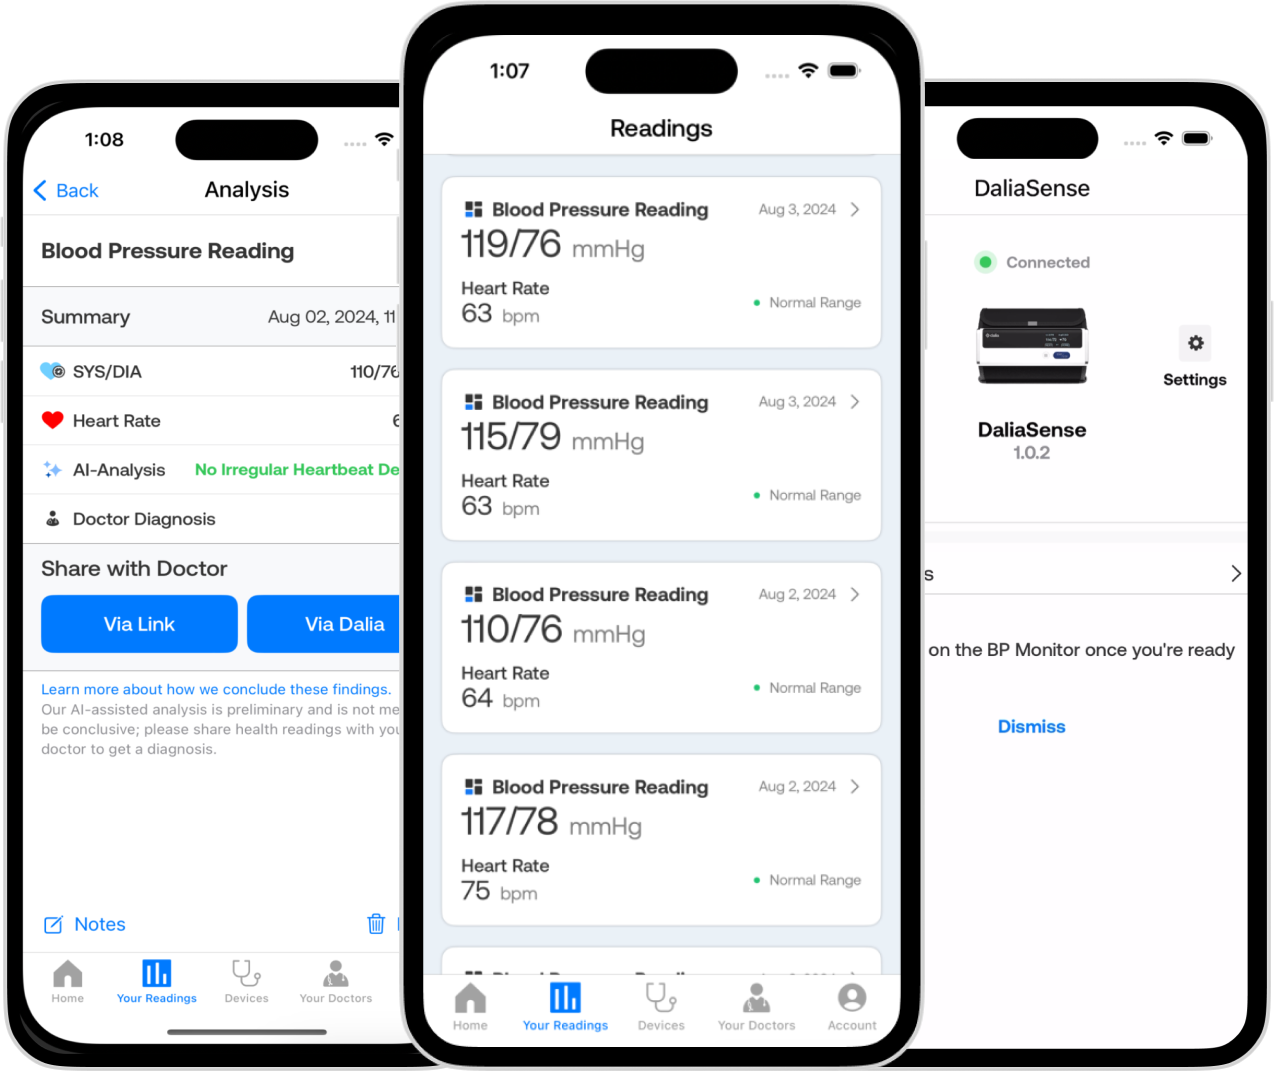 1:08
Back
Analysis
Blood Pressure Reading
Summary
Aug 02, 2024, 11
SYS/DIA
110/76
Heart Rate
AI-Analysis
No Irregular Heartbeat De
Doctor Diagnosis
Share with Doctor
Via Link
Via Dalia
Learn more about how we conclude these findings.
Our AI-assisted analysis is preliminary and is not me
be conclusive; please share health readings with you
doctor to get a diagnosis.
Notes
Home
Your Readings
Devices
Your Doctors
1:07
Readings
Blood Pressure Reading
Aug 3, 2024
119/76 mmHg
Heart Rate
63 bpm
Normal Range
Blood Pressure Reading
Aug 3, 2024
115/79 mmHg
Heart Rate
63 bpm
Normal Range
Blood Pressure Reading
Aug 2, 2024
110/76 mmHg
Heart Rate
64 bpm
Normal Range
Blood Pressure Reading
Aug 2, 2024
117/78 mmHg
Heart Rate
75 bpm
Normal Range
Home
Your Readings
Devices
Your Doctors
Account
DaliaSense
Connected
Settings
DaliaSense
1.0.2
s
on the BP Monitor once you're ready
Dismiss